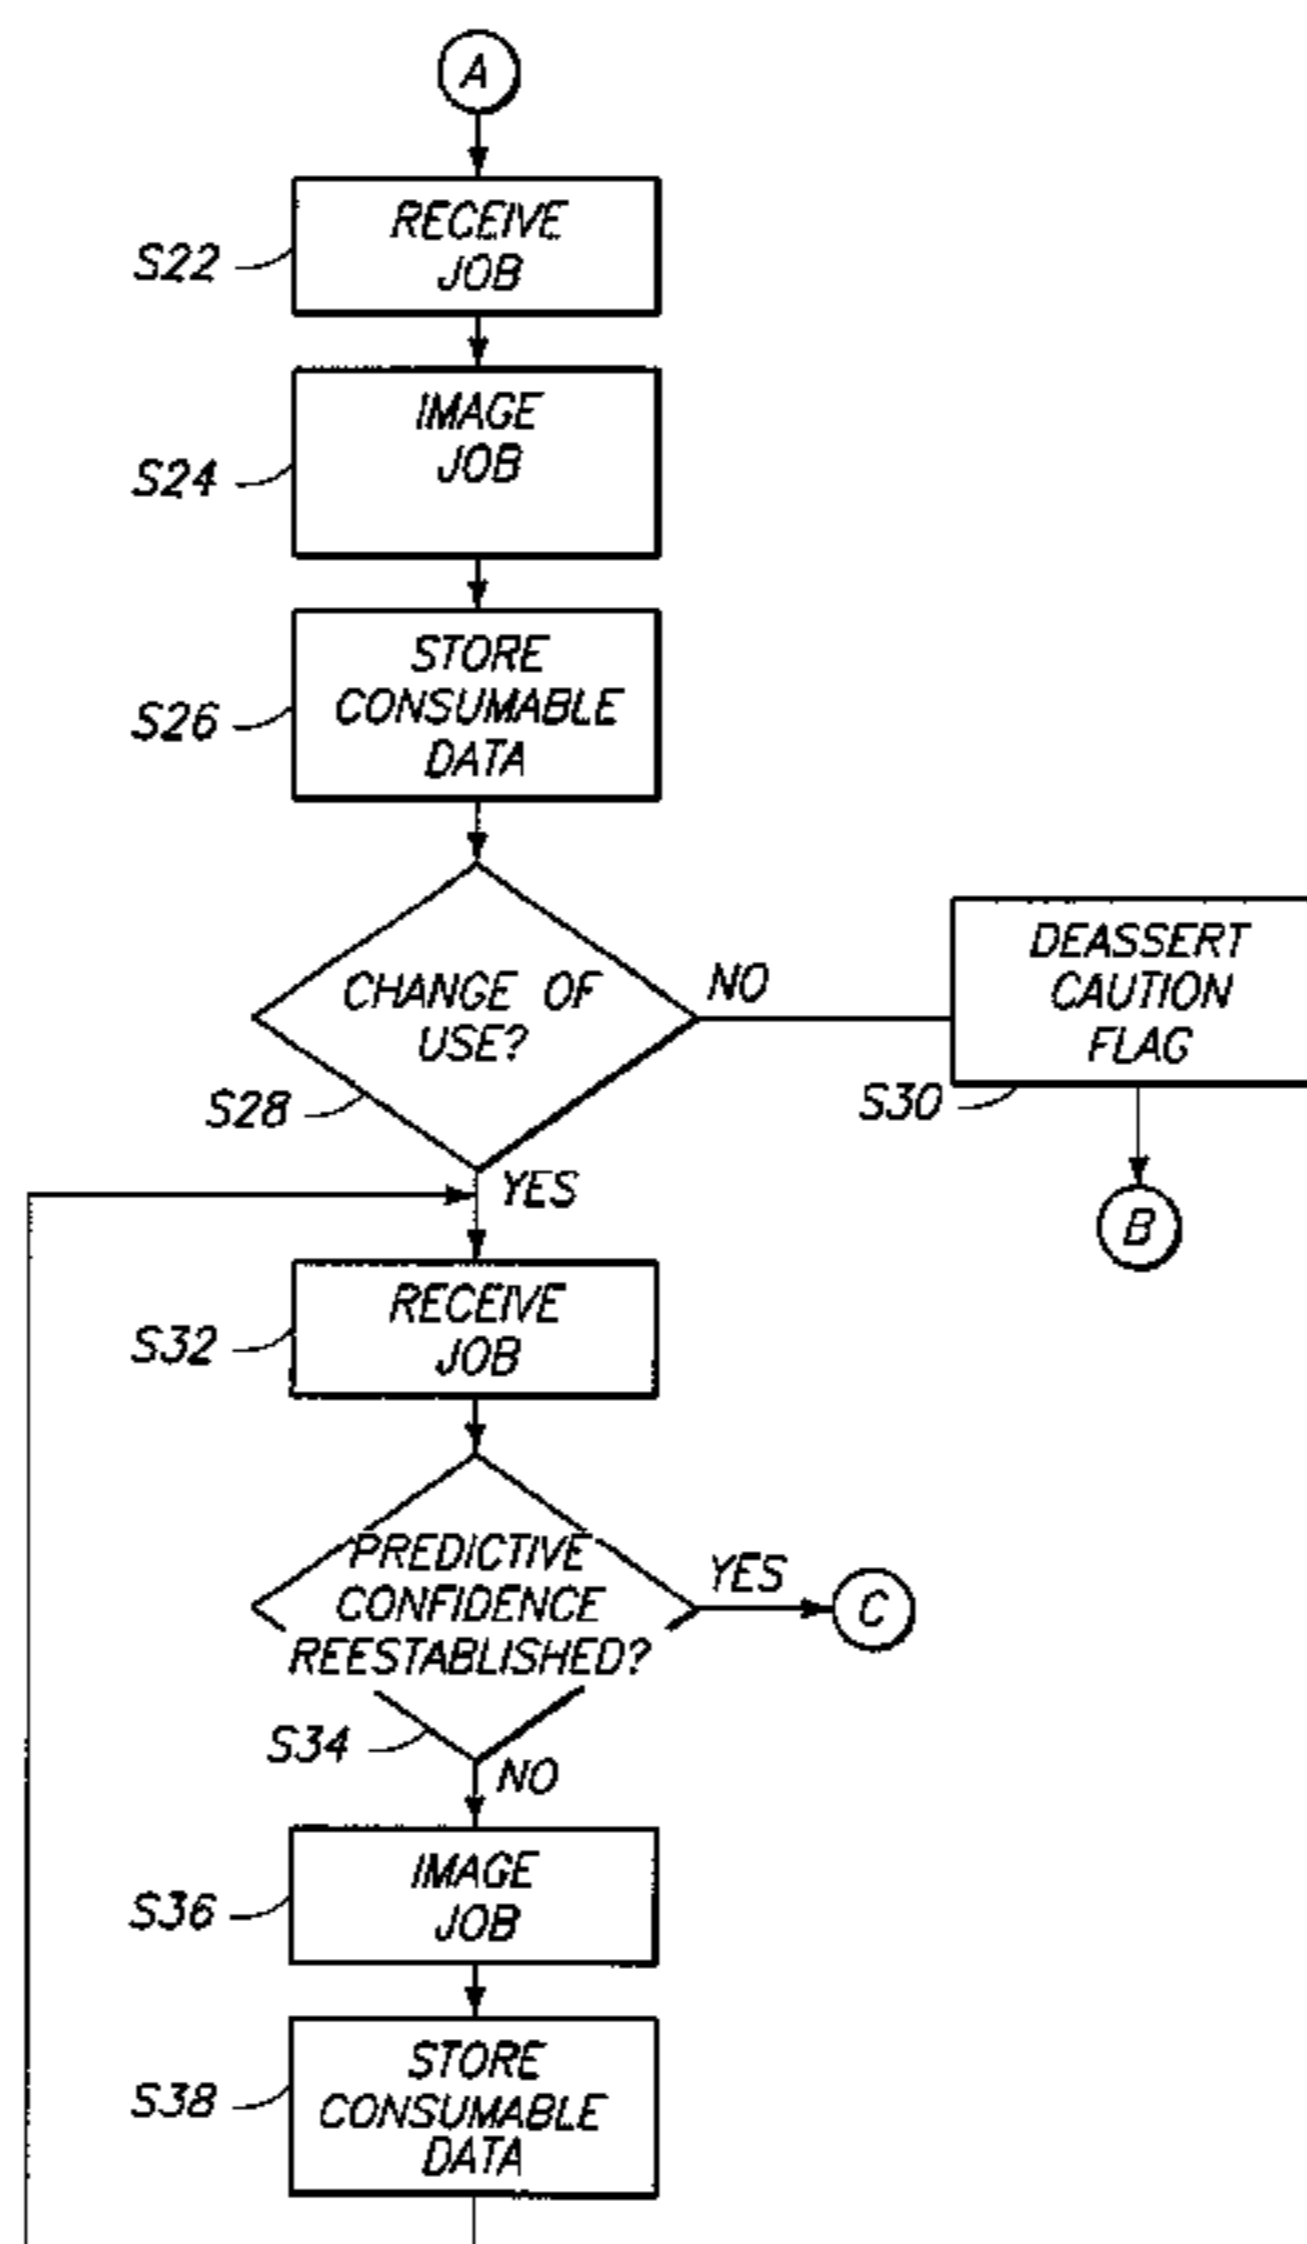 A
RECEIVE
JOB
S22
IMAGE
JOB
S24
STORE
CONSUMABLE
DATA
S26
CHANGE OF
USE?
S28
NO
DEASSERT
CAUTION
FLAG
S30
B
YES
RECEIVE
JOB
S32
PREDICTIVE
CONFIDENCE
REESTABLISHED?
S34
YES
C
NO
IMAGE
JOB
S36
STORE
CONSUMABLE
DATA
S38